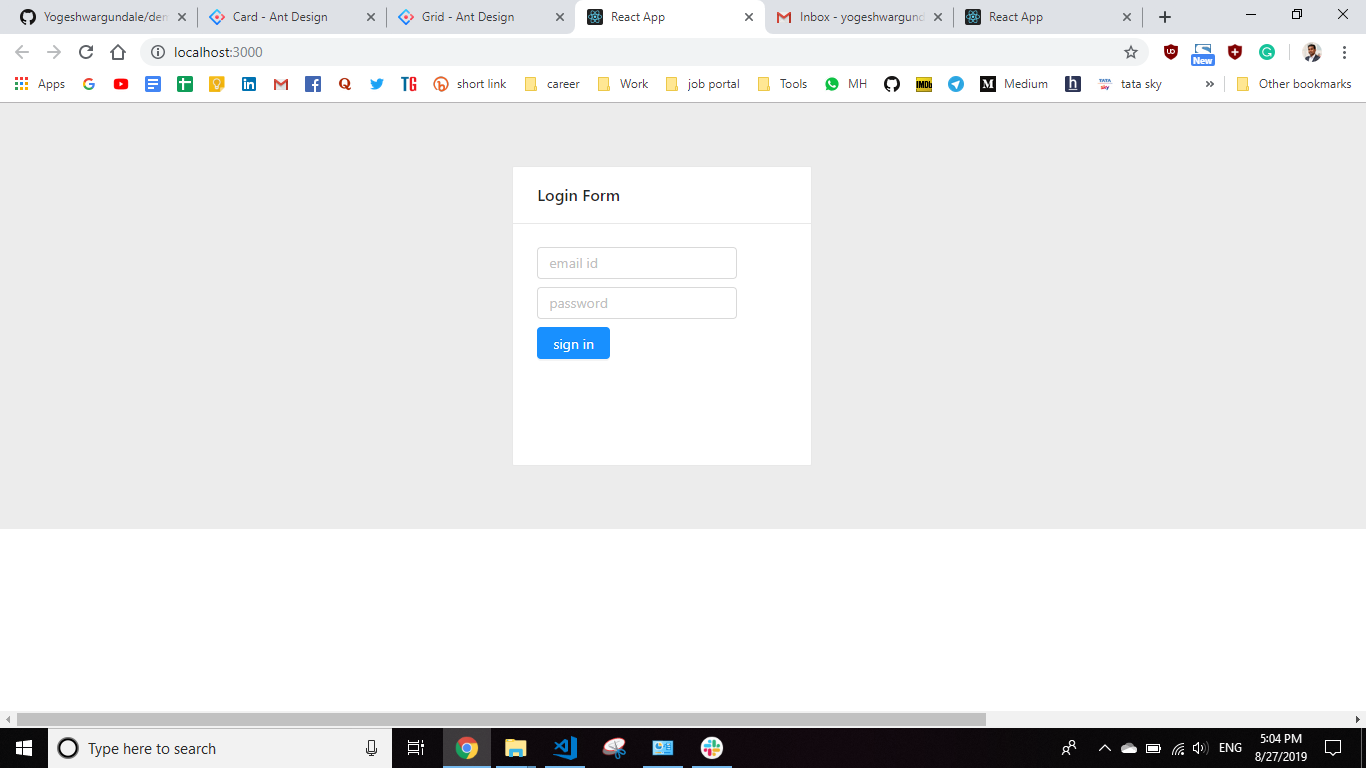 Yogeshwargundale/den
Card - Ant Design
Grid - Ant Design
React App
Inbox - yogeshwargund
React App
localhost:3000
New
Apps
short link
career
Work
job portal
Tools
MH
IMDb
Medium
tata sky
»
Other bookmarks
Login Form
email id
password
sign in
Type here to search
ENG
5:04 PM
8/27/2019